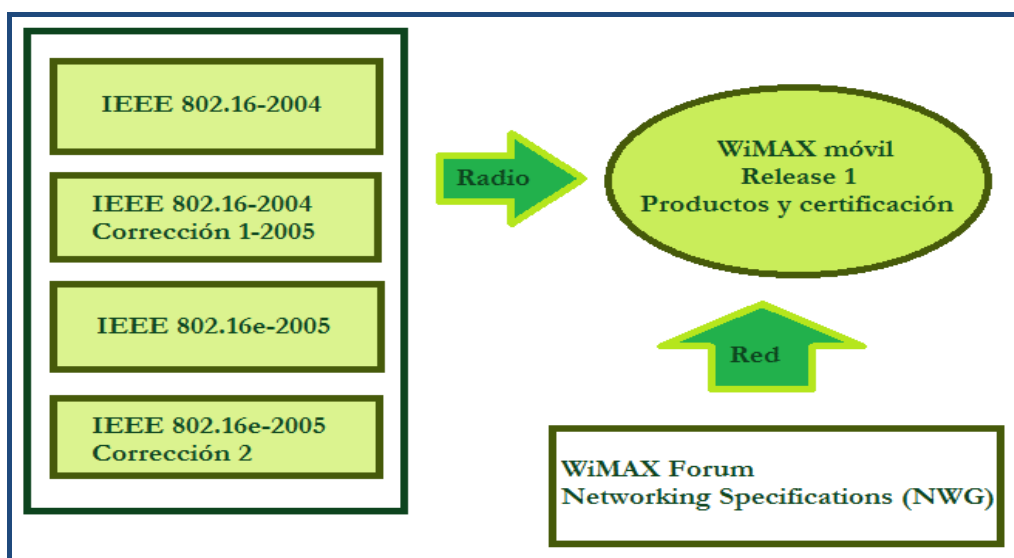 IEEE 802.16-2004
IEEE 802.16-2004
Corrección 1-2005
IEEE 802.16e-2005
IEEE 802.16e-2005
Corrección 2
Radio
WiMAX móvil
Release 1
Productos y certificación
Red
WiMAX Forum
Networking Specifications (NWG)